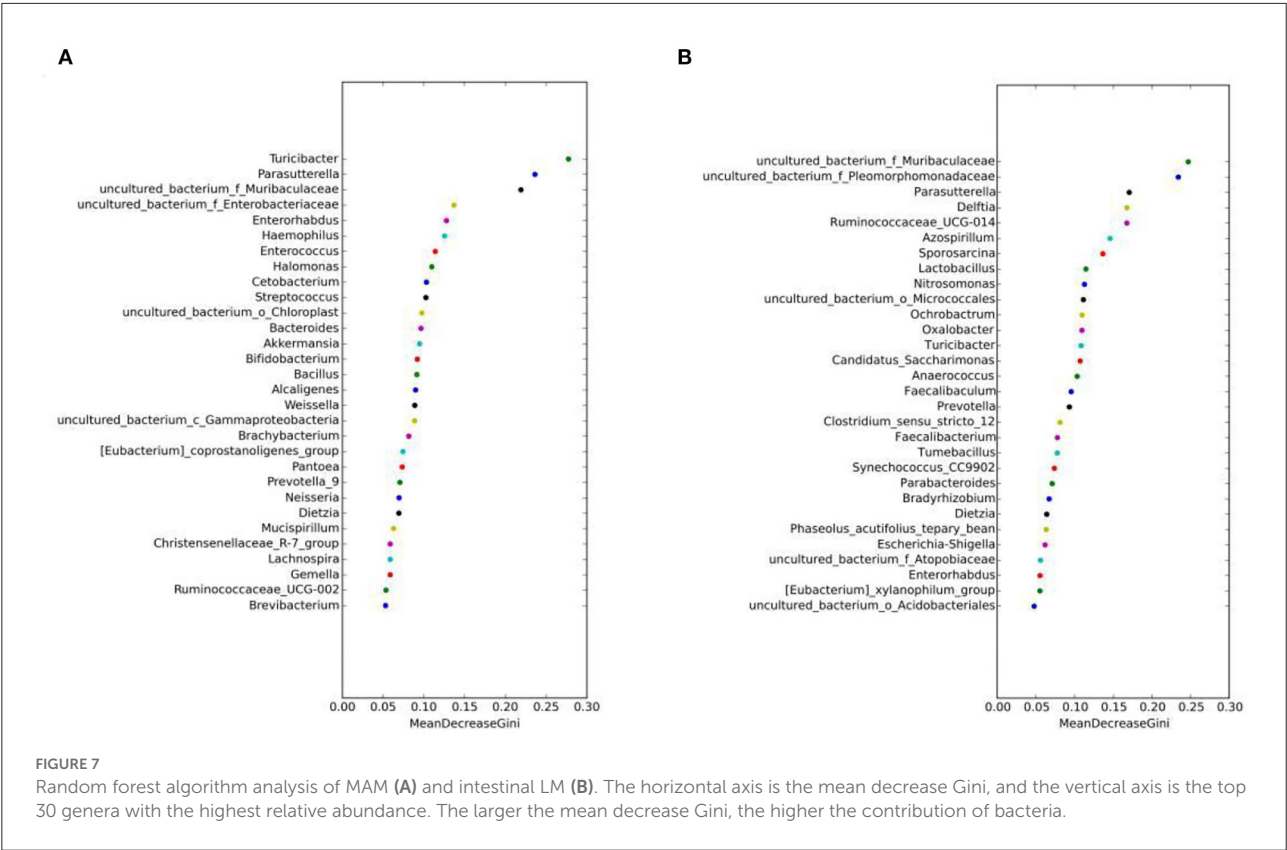 A
Turicibacter
Parasutterella
uncultured_bacterium_f_Muribaculaceae
uncultured_bacterium_f_Enterobacteriaceae
Enterorhabdus
Haemophilus
Enterococcus
Halomonas
Cetobacterium
Streptococcus
uncultured_bacterium_o_Chloroplast
Bacteroides
Akkermansia
Bifidobacterium
Bacillus
Alcaligenes
Weissella
uncultured_bacterium_c_Gammaproteobacteria
Brachybacterium
[Eubacterium]_coprostanoligenes_group
Pantoea
Prevotella_9
Neisseria
Dietzia
Mucispirillum
Christensenellaceae_R-7_group
Lachnospira
Gemella
Ruminococcaceae_UCG-002
Brevibacterium
0.00 0.05 0.10 0.15 0.20 0.25 0.30
MeanDecreaseGini
B
uncultured_bacterium_f_Muribaculaceae
uncultured_bacterium_f_Pleomorphomonadaceae
Parasutterella
Delftia
Ruminococcaceae_UCG-014
Azospirillum
Sporosarcina
Lactobacillus
Nitrosomonas
uncultured_bacterium_o_Micrococcales
Ochrobactrum
Oxalobacter
Turicibacter
Candidatus_Saccharimonas
Anaerococcus
Faecalibaculum
Prevotella
Clostridium_sensu_stricto_12
Faecalibacterium
Tumebacillus
Synechococcus_CC9902
Parabacteroides
Bradyrhizobium
Dietzia
Phaseolus_acutifolius_tepary_bean
Escherichia-Shigella
uncultured_bacterium_f_Atopobiaceae
Enterorhabdus
[Eubacterium]_xylanophilum_group
uncultured_bacterium_o_Acidobacteriales
0.00 0.05 0.10 0.15 0.20 0.25 0.30
MeanDecreaseGini
FIGURE 7
Random forest algorithm analysis of MAM (A) and intestinal LM (B). The horizontal axis is the mean decrease Gini, and the vertical axis is the top
30 genera with the highest relative abundance. The larger the mean decrease Gini, the higher the contribution of bacteria.